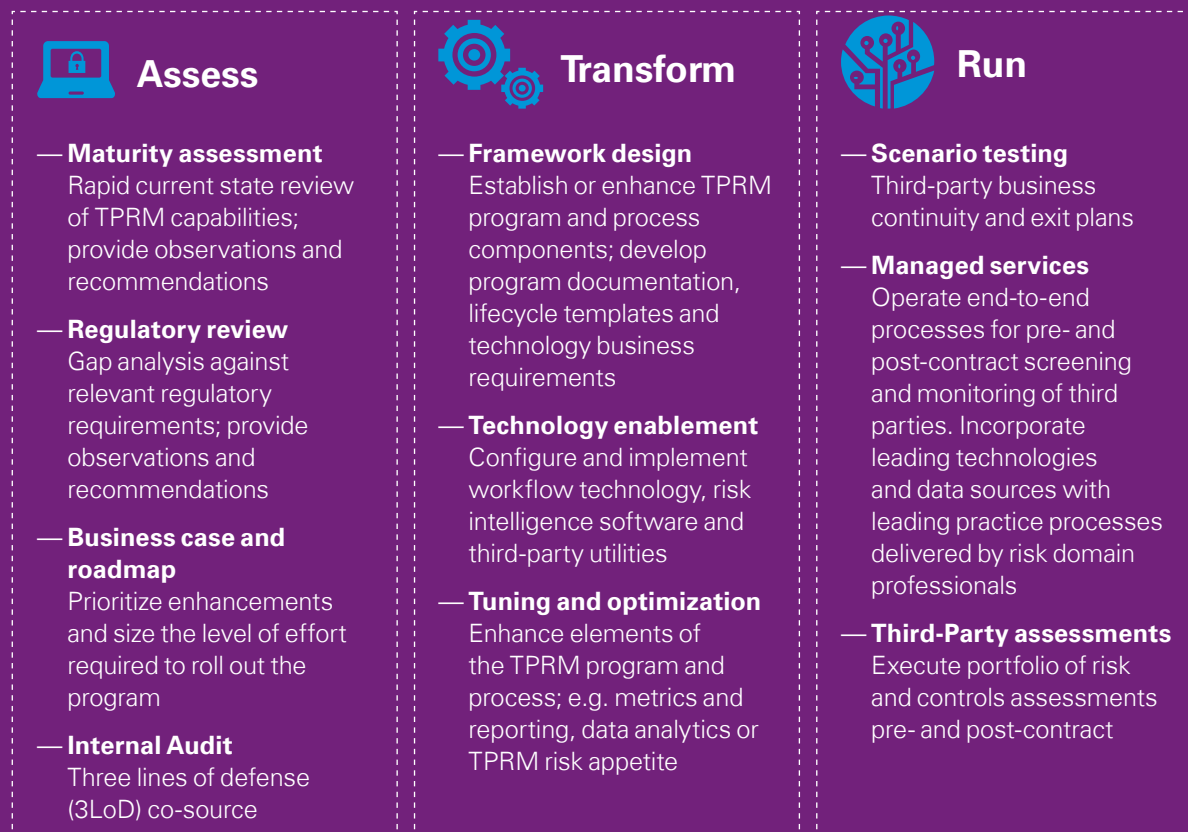 Assess
— Maturity assessment
Rapid current state review
of TPRM capabilities;
provide observations and
recommendations
— Regulatory review
Gap analysis against
relevant regulatory
requirements; provide
observations and
recommendations
— Business case and
roadmap
Prioritize enhancements
and size the level of effort
required to roll out the
program
— Internal Audit
Three lines of defense
(3LoD) co-source
Transform
— Framework design
Establish or enhance TPRM
program and process
components; develop
program documentation,
lifecycle templates and
technology business
requirements
— Technology enablement
Configure and implement
workflow technology, risk
intelligence software and
third-party utilities
— Tuning and optimization
Enhance elements of
the TPRM program and
process; e.g. metrics and
reporting, data analytics or
TPRM risk appetite
Run
— Scenario testing
Third-party business
continuity and exit plans
— Managed services
Operate end-to-end
processes for pre- and
post-contract screening
and monitoring of third
parties. Incorporate
leading technologies
and data sources with
leading practice processes
delivered by risk domain
professionals
— Third-Party assessments
Execute portfolio of risk
and controls assessments
pre- and post-contract